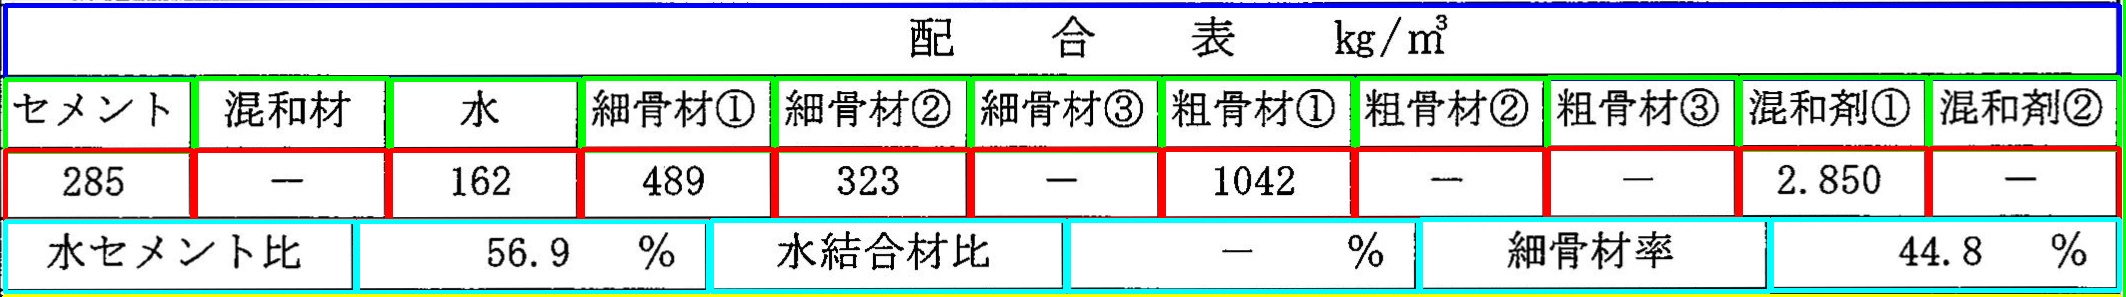 配合表 kg/㎥
セメント 混和材 水 細骨材① 細骨材② 細骨材③ 粗骨材① 粗骨材② 粗骨材③ 混和剤① 混和剤②
285 － 162 489 323 － 1042 － － 2.850 －
水セメント比 56.9 % 水結合材比 － % 細骨材率 44.8 %